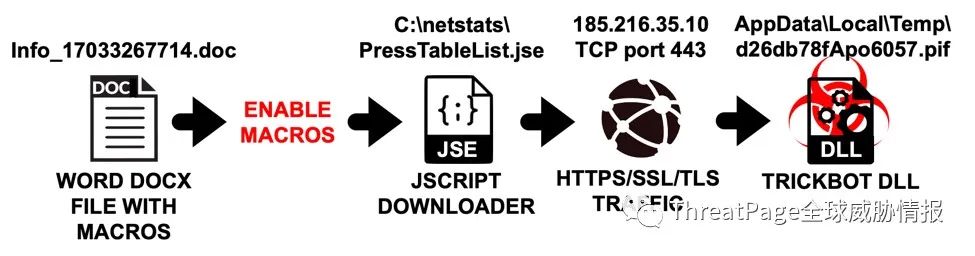 Info_17033267714.doc
DOC
WORD DOCX
FILE WITH
MACROS
ENABLE
MACROS
C:\netstats\
PressTableList.jse
{;}
JSE
JSCRIPT
DOWNLOADER
185.216.35.10
TCP port 443
HTTPS/SSL/TLS
TRAFFIC
AppData\Local\Temp\
d26db78fApo6057.pif
DLL
TRICKBOT DLL
ThreatPage全球威胁情报